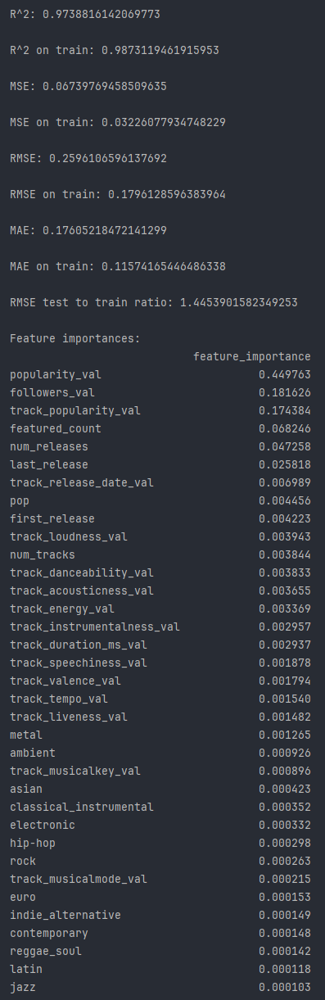 R^2: 0.9738816142069773
R^2 on train: 0.9873119461915953
MSE: 0.06739769458509635
MSE on train: 0.03226077934748229
RMSE: 0.2596106596137692
RMSE on train: 0.1796128596383964
MAE: 0.17605218472141299
MAE on train: 0.11574165446486338
RMSE test to train ratio: 1.4453901582349253
Feature importances:
feature_importance
popularity_val 0.449763
followers_val 0.181626
track_popularity_val 0.174384
featured_count 0.068246
num_releases 0.047258
last_release 0.025818
track_release_date_val 0.006989
pop 0.004456
first_release 0.004223
track_loudness_val 0.003943
num_tracks 0.003844
track_danceability_val 0.003833
track_acousticness_val 0.003655
track_energy_val 0.003369
track_instrumentalness_val 0.002957
track_duration_ms_val 0.002937
track_speechiness_val 0.001878
track_valence_val 0.001794
track_tempo_val 0.001540
track_liveness_val 0.001482
metal 0.001265
ambient 0.000926
track_musicalkey_val 0.000896
asian 0.000423
classical_instrumental 0.000352
electronic 0.000332
hip-hop 0.000298
rock 0.000263
track_musicalmode_val 0.000215
euro 0.000153
indie_alternative 0.000149
contemporary 0.000148
reggae_soul 0.000142
latin 0.000118
jazz 0.000103